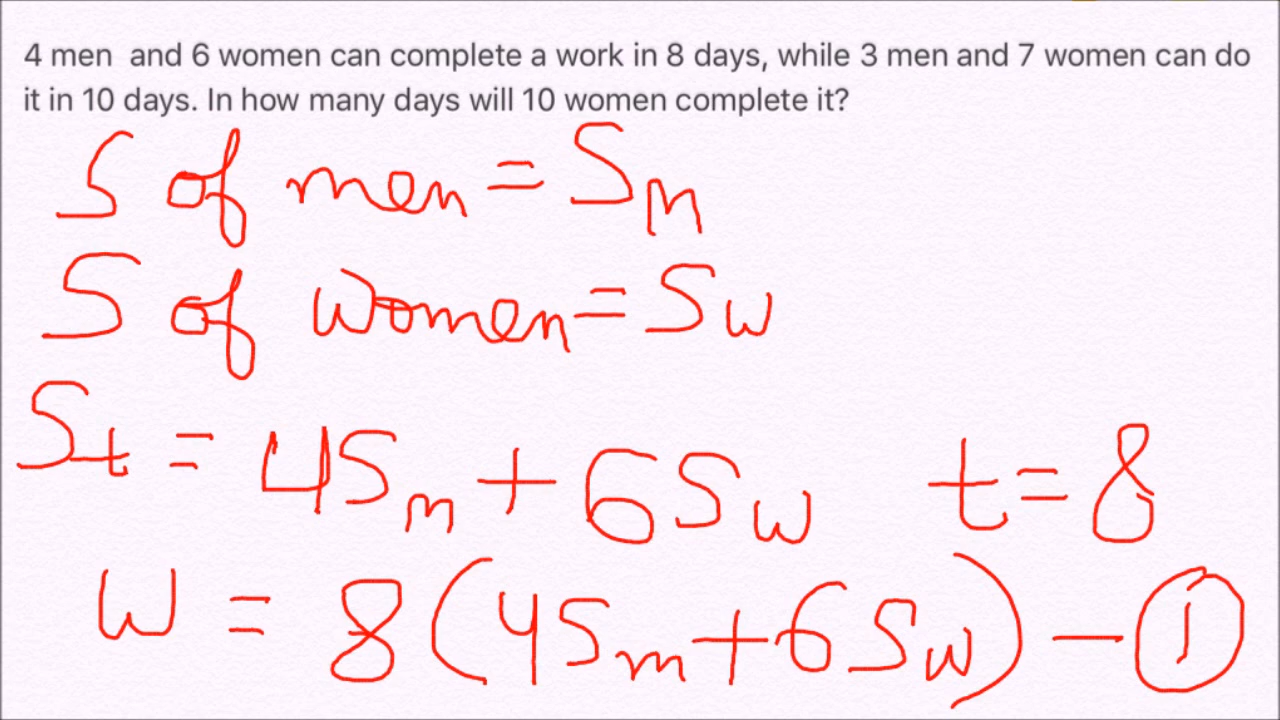 4 men and 6 women can complete a work in 8 days, while 3 men and 7 women can do
it in 10 days. In how many days will 10 women complete it?
S of men = Sm
S of women = Sw
St = 4Sm + 6Sw t = 8
W = 8(4Sm + 6Sw) — ①